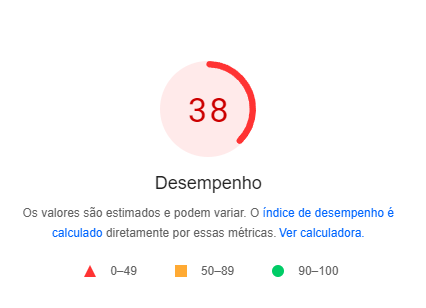 38
Desempenho
Os valores são estimados e podem variar. O índice de desempenho é
calculado diretamente por essas métricas. Ver calculadora.
0–49 50–89 90–100